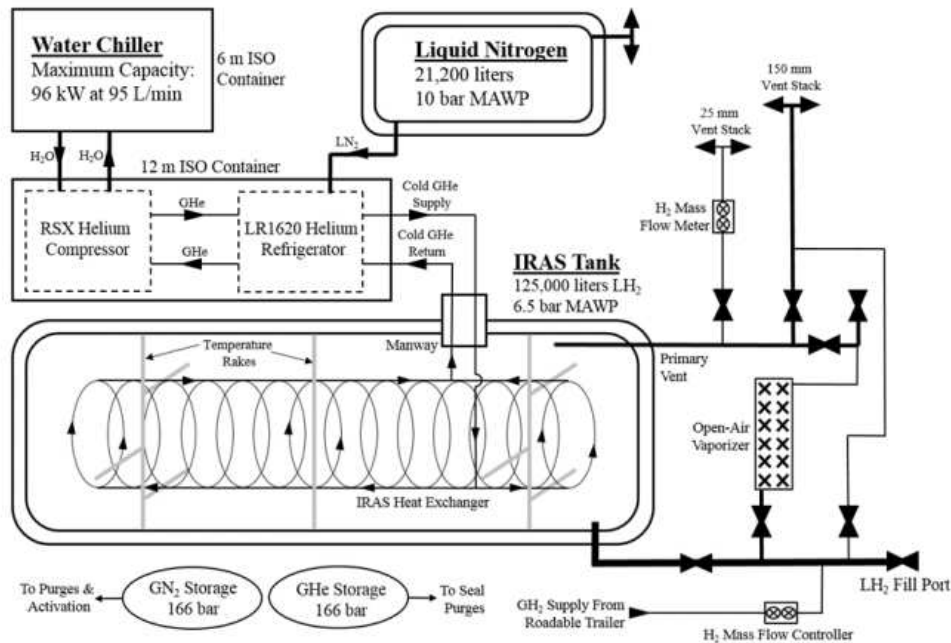 Water Chiller
Maximum Capacity:
96 kW at 95 L/min
6 m ISO
Container
Liquid Nitrogen
21,200 liters
10 bar MAWP
150 mm
Vent Stack
25 mm
Vent Stack
H₂O
H₂O
LN₂
12 m ISO Container
RSX Helium
Compressor
GHe
GHe
LR1620 Helium
Refrigerator
Cold GHe
Supply
Cold GHe
Return
H₂ Mass
Flow Meter
IRAS Tank
125,000 liters LH₂
6.5 bar MAWP
Manway
Temperature
Rakes
Primary
Vent
Open-Air
Vaporizer
IRAS Heat Exchanger
To Purges &
Activation
GN₂ Storage
166 bar
GHe Storage
166 bar
To Seal
Purges
GH₂ Supply From
Roadable Trailer
H₂ Mass Flow Controller
LH₂ Fill Port